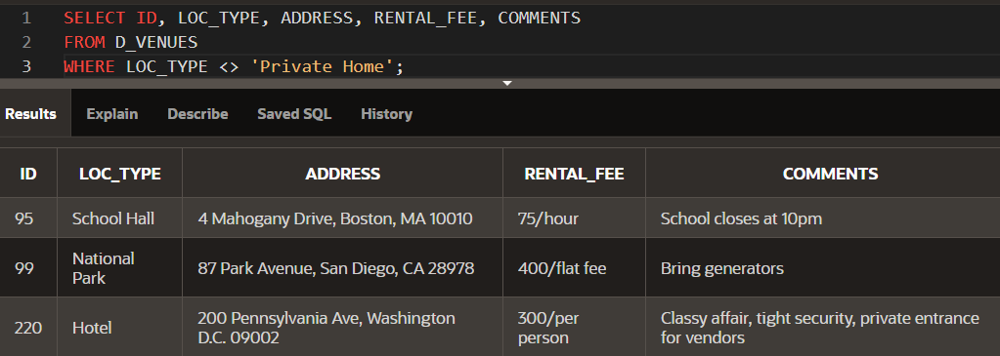 1 SELECT ID, LOC_TYPE, ADDRESS, RENTAL_FEE, COMMENTS
2 FROM D_VENUES
3 WHERE LOC_TYPE <> 'Private Home';
Results Explain Describe Saved SQL History
ID LOC_TYPE ADDRESS RENTAL_FEE COMMENTS
95 School Hall 4 Mahogany Drive, Boston, MA 10010 75/hour School closes at 10pm
99 National Park 87 Park Avenue, San Diego, CA 28978 400/flat fee Bring generators
220 Hotel 200 Pennsylvania Ave, Washington D.C. 09002 300/per person Classy affair, tight security, private entrance for vendors